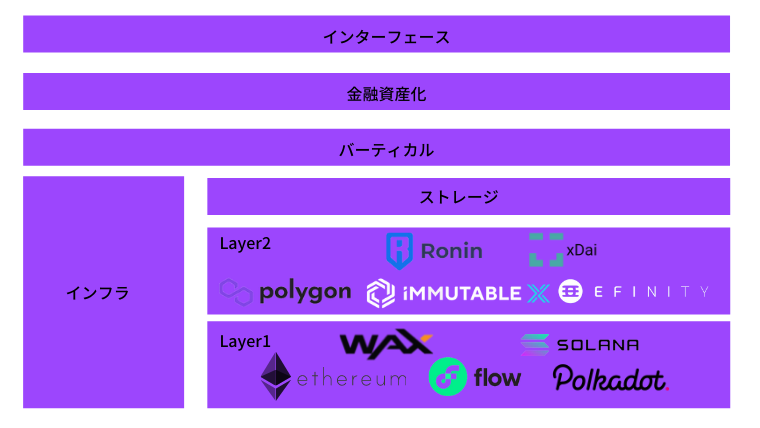 インターフェース
金融資産化
バーティカル
インフラ
ストレージ
Layer2
Ronin
xDai
polygon
iMMUTABLE X
EFINITY
Layer1
WAX
SOLANA
ethereum
flow
Polkadot.